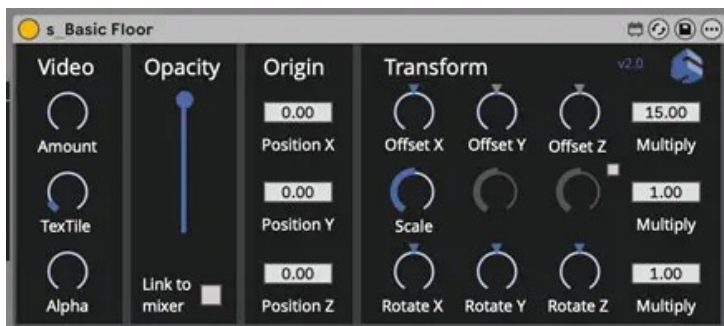 s_Basic Floor
Video
Opacity
Origin
Transform
v2.0
Amount
0.00
Position X
Offset X
Offset Y
Offset Z
15.00
Multiply
TexTile
0.00
Position Y
Scale
1.00
Multiply
Alpha
Link to
mixer
0.00
Position Z
Rotate X
Rotate Y
Rotate Z
1.00
Multiply